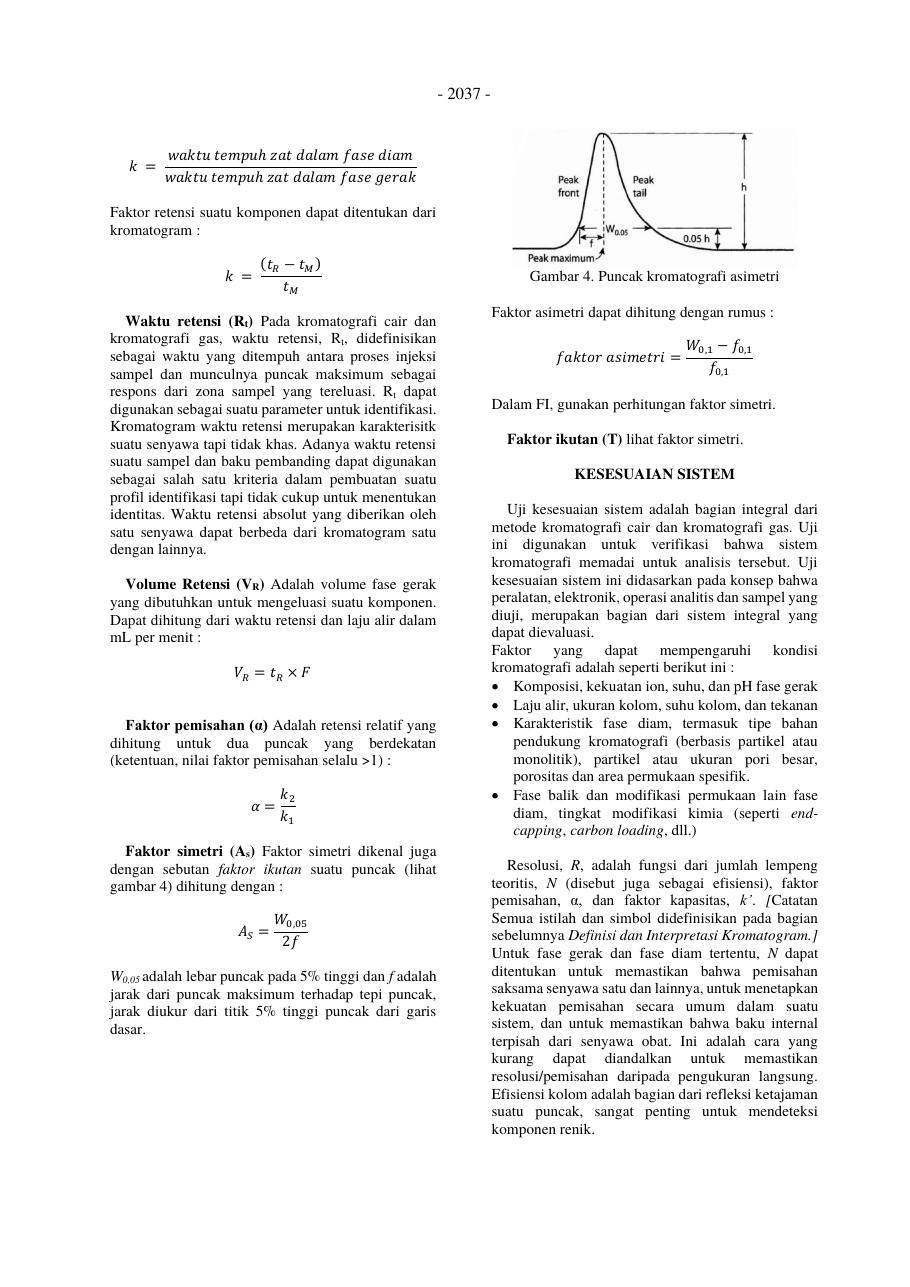 - 2037 -
k = waktu tempuh zat dalam fase diam / waktu tempuh zat dalam fase gerak
Faktor retensi suatu komponen dapat ditentukan dari
kromatogram :
k = (tR − tM) / tM
Waktu retensi (Rt) Pada kromatografi cair dan
kromatografi gas, waktu retensi, Rt, didefinisikan
sebagai waktu yang ditempuh antara proses injeksi
sampel dan munculnya puncak maksimum sebagai
respons dari zona sampel yang tereluasi. Rt dapat
digunakan sebagai suatu parameter untuk identifikasi.
Kromatogram waktu retensi merupakan karakterisitk
suatu senyawa tapi tidak khas. Adanya waktu retensi
suatu sampel dan baku pembanding dapat digunakan
sebagai salah satu kriteria dalam pembuatan suatu
profil identifikasi tapi tidak cukup untuk menentukan
identitas. Waktu retensi absolut yang diberikan oleh
satu senyawa dapat berbeda dari kromatogram satu
dengan lainnya.
Volume Retensi (VR) Adalah volume fase gerak
yang dibutuhkan untuk mengeluasi suatu komponen.
Dapat dihitung dari waktu retensi dan laju alir dalam
mL per menit :
VR = tR × F
Faktor pemisahan (α) Adalah retensi relatif yang
dihitung untuk dua puncak yang berdekatan
(ketentuan, nilai faktor pemisahan selalu >1) :
α = k2 / k1
Faktor simetri (As) Faktor simetri dikenal juga
dengan sebutan faktor ikutan suatu puncak (lihat
gambar 4) dihitung dengan :
AS = W0,05 / 2f
W0,05 adalah lebar puncak pada 5% tinggi dan f adalah
jarak dari puncak maksimum terhadap tepi puncak,
jarak diukur dari titik 5% tinggi puncak dari garis
dasar.
Peak front
Peak tail
h
W0.05
f
0.05 h
Peak maximum
Gambar 4. Puncak kromatografi asimetri
Faktor asimetri dapat dihitung dengan rumus :
faktor asimetri = W0,1 − f0,1 / f0,1
Dalam FI, gunakan perhitungan faktor simetri.
Faktor ikutan (T) lihat faktor simetri.
KESESUAIAN SISTEM
Uji kesesuaian sistem adalah bagian integral dari
metode kromatografi cair dan kromatografi gas. Uji
ini digunakan untuk verifikasi bahwa sistem
kromatografi memadai untuk analisis tersebut. Uji
kesesuaian sistem ini didasarkan pada konsep bahwa
peralatan, elektronik, operasi analitis dan sampel yang
diuji, merupakan bagian dari sistem integral yang
dapat dievaluasi.
Faktor yang dapat mempengaruhi kondisi
kromatografi adalah seperti berikut ini :
• Komposisi, kekuatan ion, suhu, dan pH fase gerak
• Laju alir, ukuran kolom, suhu kolom, dan tekanan
• Karakteristik fase diam, termasuk tipe bahan
pendukung kromatografi (berbasis partikel atau
monolitik), partikel atau ukuran pori besar,
porositas dan area permukaan spesifik.
• Fase balik dan modifikasi permukaan lain fase
diam, tingkat modifikasi kimia (seperti end-
capping, carbon loading, dll.)
Resolusi, R, adalah fungsi dari jumlah lempeng
teoritis, N (disebut juga sebagai efisiensi), faktor
pemisahan, α, dan faktor kapasitas, k’. [Catatan
Semua istilah dan simbol didefinisikan pada bagian
sebelumnya Definisi dan Interpretasi Kromatogram.]
Untuk fase gerak dan fase diam tertentu, N dapat
ditentukan untuk memastikan bahwa pemisahan
saksama senyawa satu dan lainnya, untuk menetapkan
kekuatan pemisahan secara umum dalam suatu
sistem, dan untuk memastikan bahwa baku internal
terpisah dari senyawa obat. Ini adalah cara yang
kurang dapat diandalkan untuk memastikan
resolusi/pemisahan daripada pengukuran langsung.
Efisiensi kolom adalah bagian dari refleksi ketajaman
suatu puncak, sangat penting untuk mendeteksi
komponen renik.